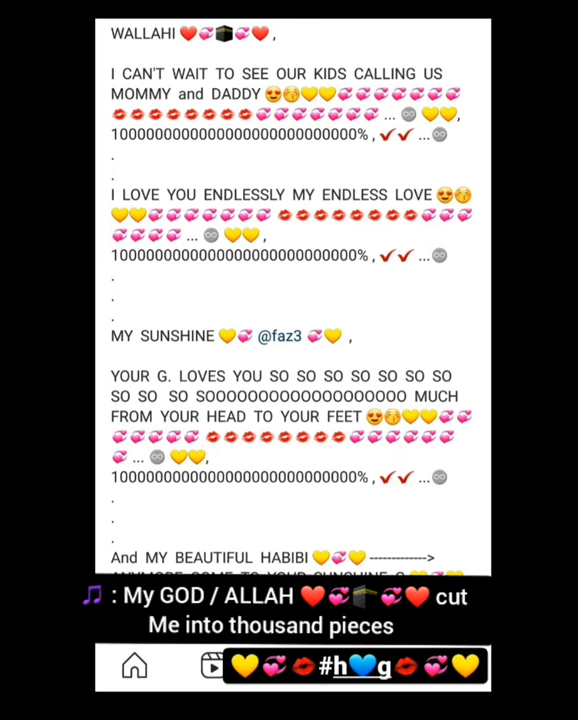 WALLAHI ❤️💞🕋💞❤️ ,
I CAN'T WAIT TO SEE OUR KIDS CALLING US
MOMMY and DADDY 😍😚💛💛💞💞💞💞💞💞💞
💋💋💋💋💋💋💋💋💞💞💞💞💞💞💞 ... ♾ 💛💛,
1000000000000000000000000000% , ✔✔ ...♾
.
.
I LOVE YOU ENDLESSLY MY ENDLESS LOVE 😍😚
💛💛💞💞💞💞💞💞💞 💋💋💋💋💋💋💋💋💞💞💞
💞💞💞💞 ... ♾ 💛💛 ,
1000000000000000000000000000% , ✔✔ ...♾
.
.
.
MY SUNSHINE 💛💞 @faz3 💞💛 ,
YOUR G. LOVES YOU SO SO SO SO SO SO SO
SO SO SO SOOOOOOOOOOOOOOOOOOO MUCH
FROM YOUR HEAD TO YOUR FEET 😍😚💛💛💞💞
💞💞💞💞💞 💋💋💋💋💋💋💋💋💞💞💞💞💞💞
💞 ... ♾ 💛💛,
1000000000000000000000000000% , ✔✔ ...♾
.
.
.
And MY BEAUTIFUL HABIBI 💛💞💛 ------------->
🎵 : My GOD / ALLAH ❤️💞🕋💞❤️ cut
Me into thousand pieces
💛💞💋#h💙g💋💞💛